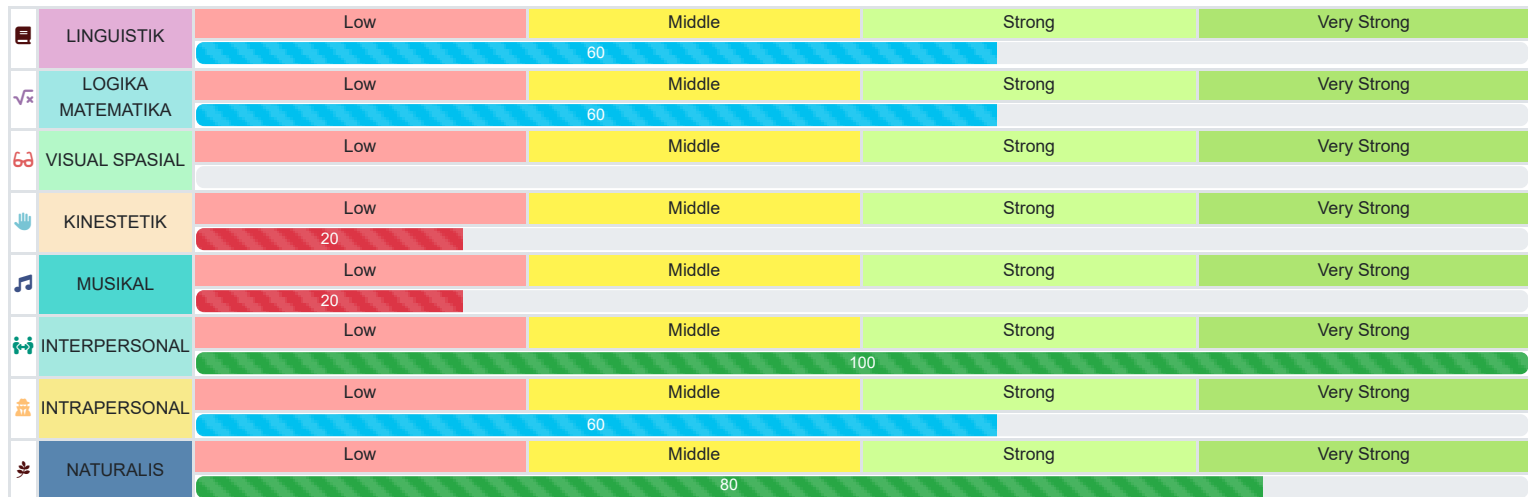 LINGUISTIK
Low Middle Strong Very Strong
60
LOGIKA
MATEMATIKA
Low Middle Strong Very Strong
60
VISUAL SPASIAL
Low Middle Strong Very Strong
KINESTETIK
Low Middle Strong Very Strong
20
MUSIKAL
Low Middle Strong Very Strong
20
INTERPERSONAL
Low Middle Strong Very Strong
100
INTRAPERSONAL
Low Middle Strong Very Strong
60
NATURALIS
Low Middle Strong Very Strong
80